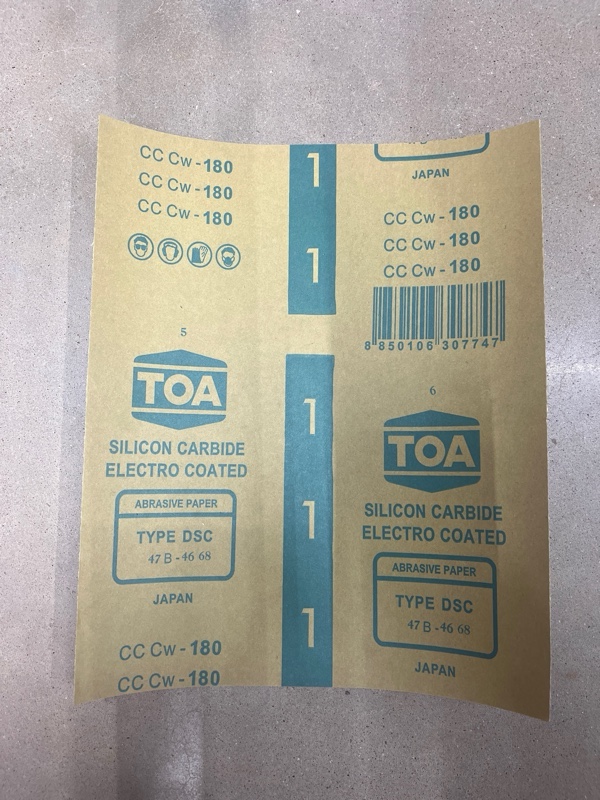 CC Cw - 180
CC Cw - 180
CC Cw - 180
5
TOA
SILICON CARBIDE
ELECTRO COATED
ABRASIVE PAPER
TYPE DSC
47 B - 46 68
JAPAN
CC Cw - 180
CC Cw - 180
1
1
1
1
1
JAPAN
CC Cw - 180
CC Cw - 180
CC Cw - 180
8 850106 307747
6
TOA
SILICON CARBIDE
ELECTRO COATED
ABRASIVE PAPER
TYPE DSC
47 B - 46 68
JAPAN